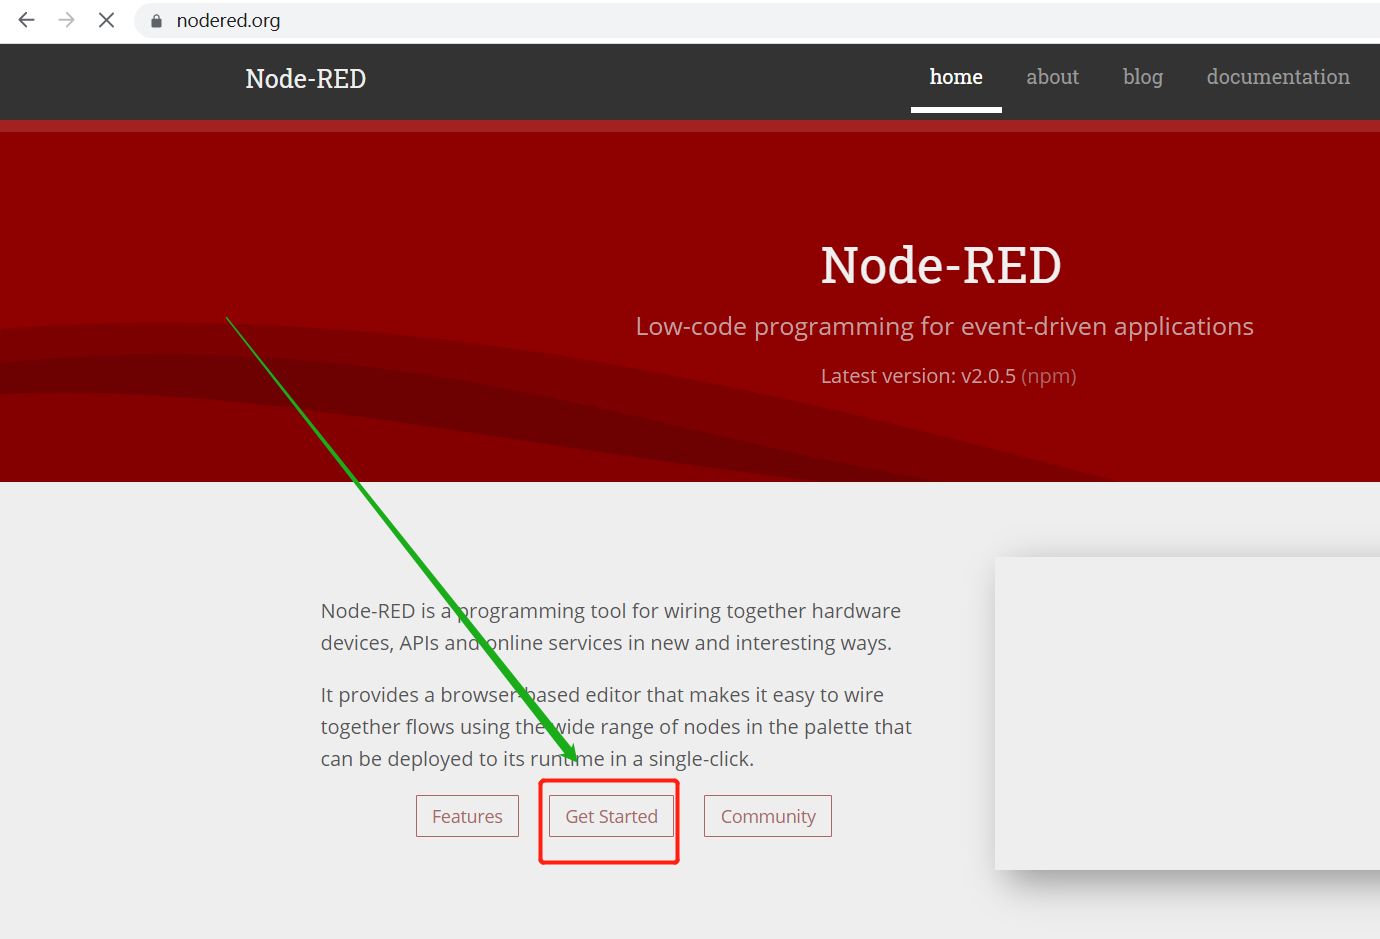 nodered.org
Node-RED
home about blog documentation
Node-RED
Low-code programming for event-driven applications
Latest version: v2.0.5 (npm)
Node-RED is a programming tool for wiring together hardware
devices, APIs and online services in new and interesting ways.
It provides a browser-based editor that makes it easy to wire
together flows using the wide range of nodes in the palette that
can be deployed to its runtime in a single-click.
Features Get Started Community